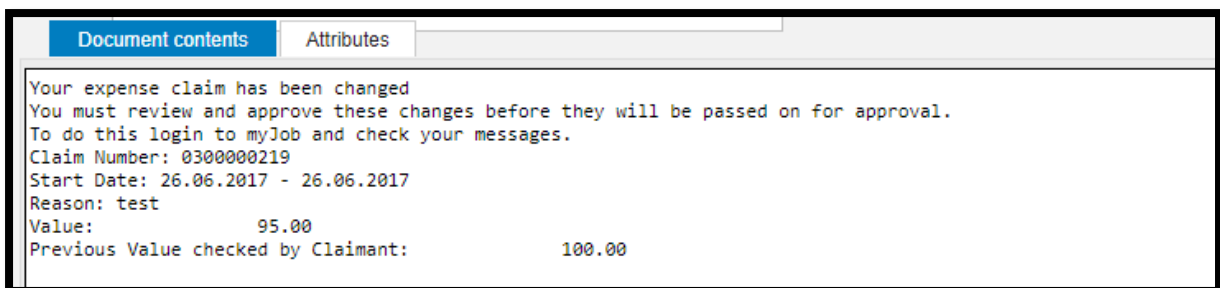 Document contents Attributes
Your expense claim has been changed
You must review and approve these changes before they will be passed on for approval.
To do this login to myJob and check your messages.
Claim Number: 0300000219
Start Date: 26.06.2017 - 26.06.2017
Reason: test
Value: 95.00
Previous Value checked by Claimant: 100.00